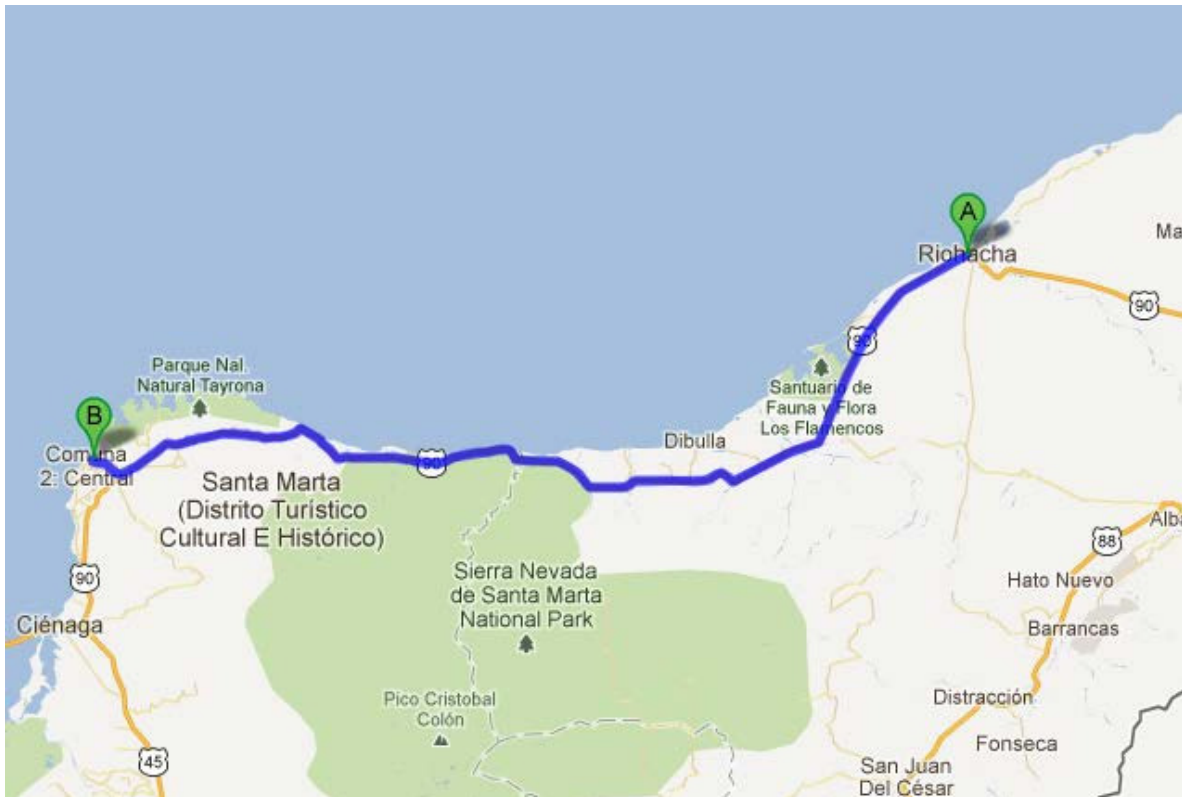 A
Riohacha
Ma
90
90
Parque Nal.
Natural Tayrona
Santuario de
Fauna y Flora
Los Flamencos
B
Dibulla
Comuna
2: Central
90
Santa Marta
(Distrito Turístico
Cultural E Histórico)
Alba
88
Sierra Nevada
de Santa Marta
National Park
90
Hato Nuevo
Ciénaga
Barrancas
Pico Cristobal
Colón
Distracción
Fonseca
45
San Juan
Del César